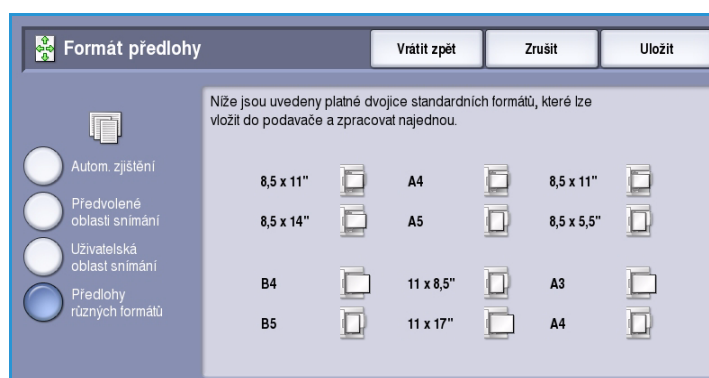 Formát předlohy
Vrátit zpět
Zrušit
Uložit
Níže jsou uvedeny platné dvojice standardních formátů, které lze
vložit do podavače a zpracovat najednou.
Autom. zjištění
Předvolené
oblasti snímání
Uživatelská
oblast snímání
Předlohy
různých formátů
8,5 x 11" A4 8,5 x 11"
8,5 x 14" A5 8,5 x 5,5"
B4 11 x 8,5" A3
B5 11 x 17" A4